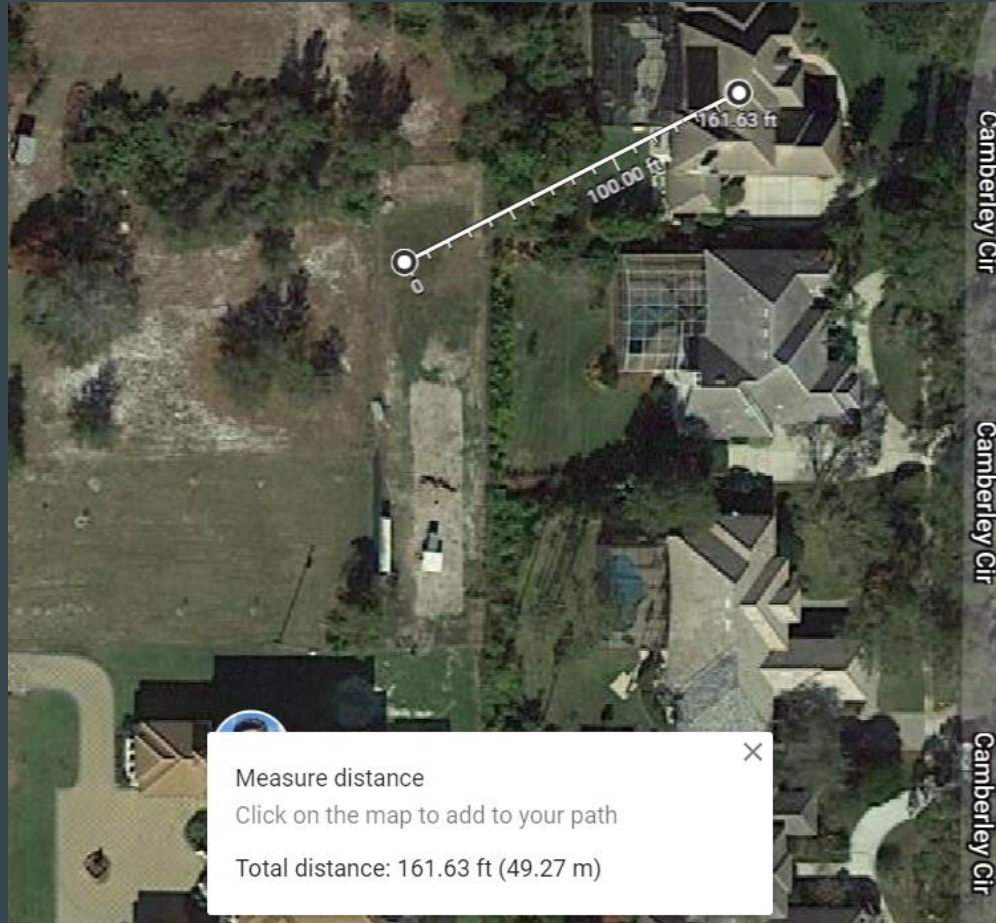 161.63 ft
100.00 ft
0
Camberley Cir
Camberley Cir
Camberley Cir
Measure distance
Click on the map to add to your path
Total distance: 161.63 ft (49.27 m)